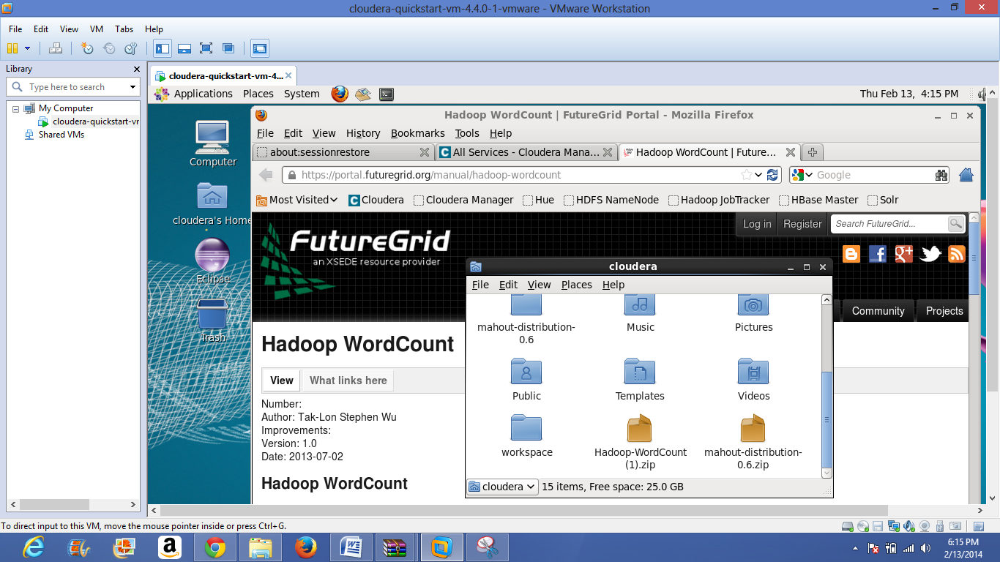 cloudera-quickstart-vm-4.4.0-1-vmware - VMware Workstation
File Edit View VM Tabs Help
Library
Type here to search
My Computer
cloudera-quickstart-vr
Shared VMs
cloudera-quickstart-vm-4...
Applications Places System
Thu Feb 13, 4:15 PM
Computer
cloudera's Home
Eclipse
Trash
Hadoop WordCount | FutureGrid Portal - Mozilla Firefox
File Edit View History Bookmarks Tools Help
about:sessionrestore
All Services - Cloudera Mana...
Hadoop WordCount | Future...
https://portal.futuregrid.org/manual/hadoop-wordcount
Google
Most Visited Cloudera Cloudera Manager Hue HDFS NameNode Hadoop JobTracker HBase Master Solr
Log in Register Search FutureGrid...
FutureGrid
an XSEDE resource provider
Community Projects
Hadoop WordCount
View What links here
Number:
Author: Tak-Lon Stephen Wu
Improvements:
Version: 1.0
Date: 2013-07-02
Hadoop WordCount
cloudera
File Edit View Places Help
mahout-distribution-
0.6
Music
Pictures
Public
Templates
Videos
workspace
Hadoop-WordCount
(1).zip
mahout-distribution-
0.6.zip
cloudera 15 items, Free space: 25.0 GB
To direct input to this VM, move the mouse pointer inside or press Ctrl+G.
6:15 PM
2/13/2014